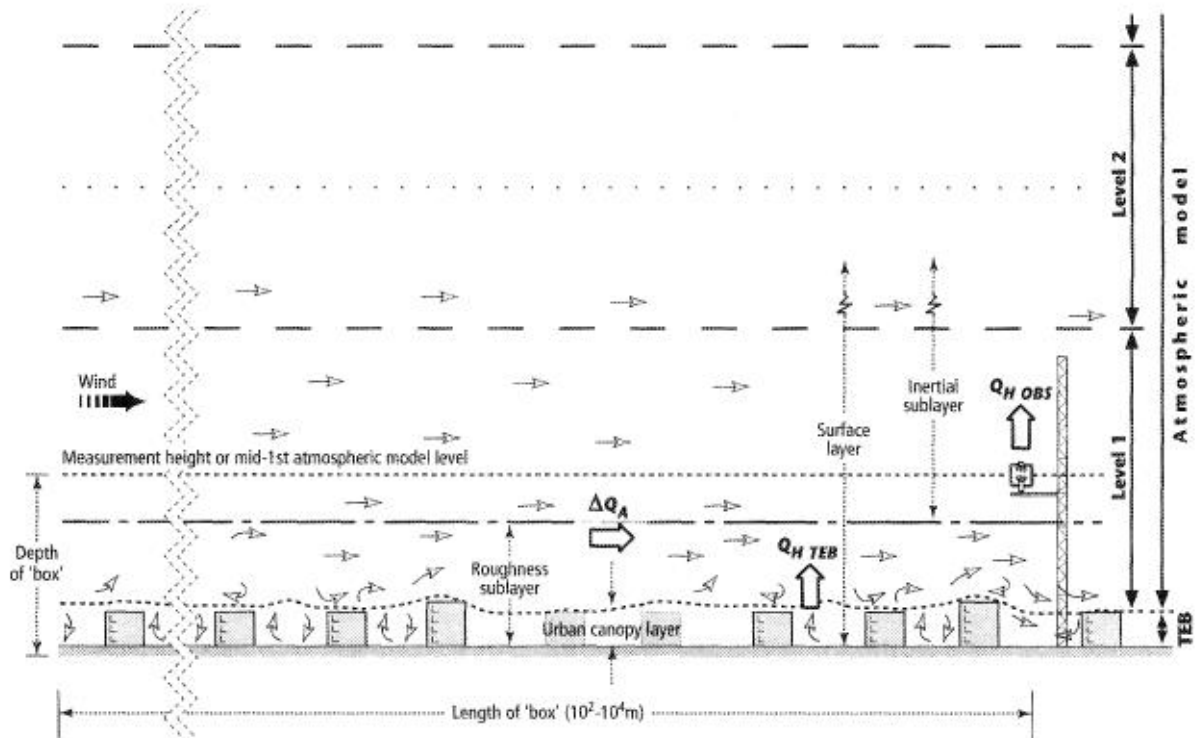 Level 2
Atmospheric model
Wind
Inertial
sublayer
Q_H OBS
Surface
layer
Level 1
Measurement height or mid-1st atmospheric model level
ΔQ_A
Depth
of 'box'
Roughness
sublayer
Q_H TEB
Urban canopy layer
TEB
Length of 'box' (10²-10⁴m)